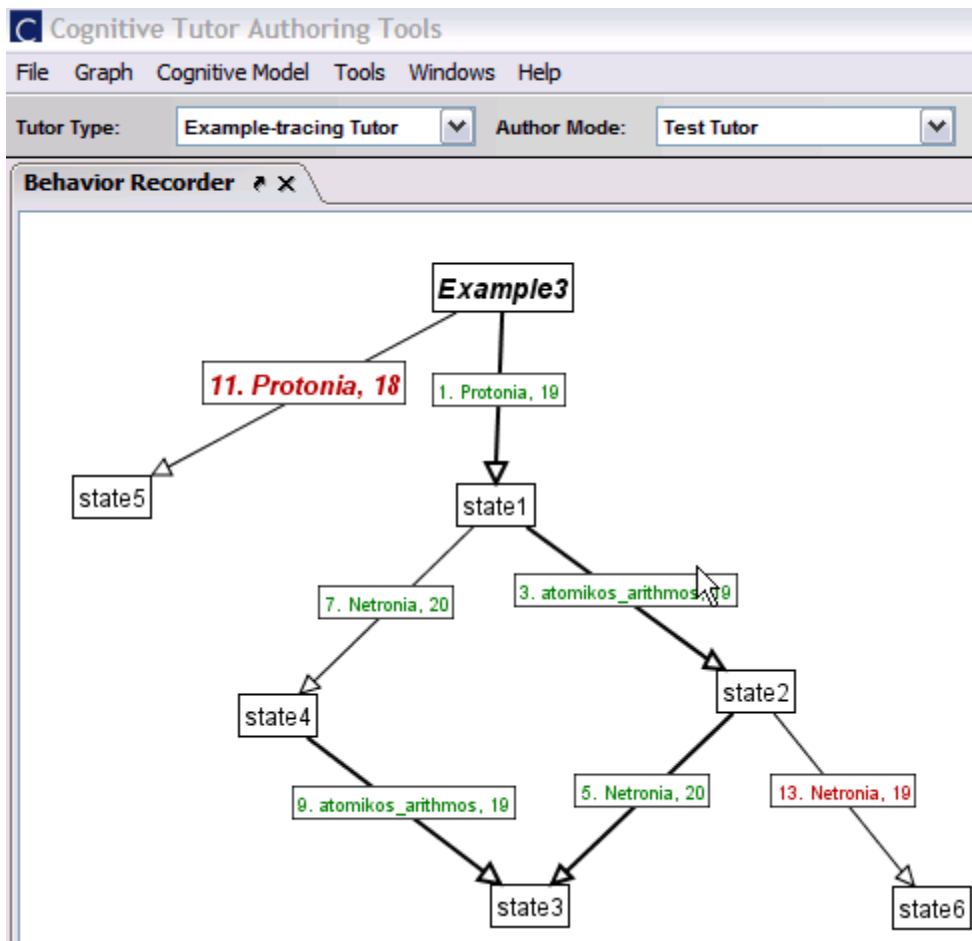 Cognitive Tutor Authoring Tools
File Graph Cognitive Model Tools Windows Help
Tutor Type: Example-tracing Tutor Author Mode: Test Tutor
Behavior Recorder
Example3
11. Protonia, 18
1. Protonia, 19
state5
state1
7. Netronia, 20
3. atomikos_arithmos, 19
state2
state4
9. atomikos_arithmos, 19
5. Netronia, 20
13. Netronia, 19
state3
state6